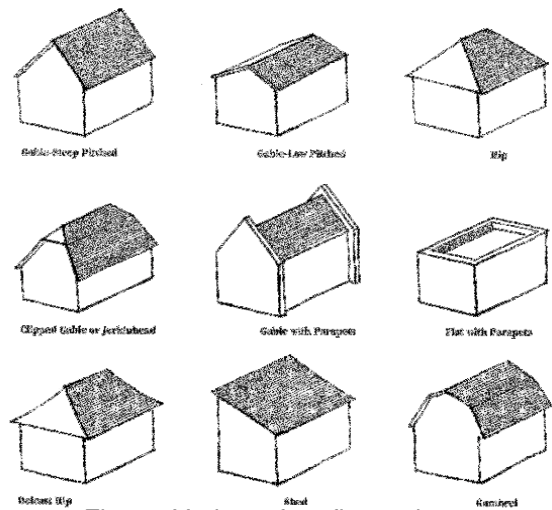 Gable-Steep Pitched
Gable-Low Pitched
Hip
Clipped Gable or Jerkinhead
Gable with Parapets
Flat with Parapets
Hip
Shed
Gambrel